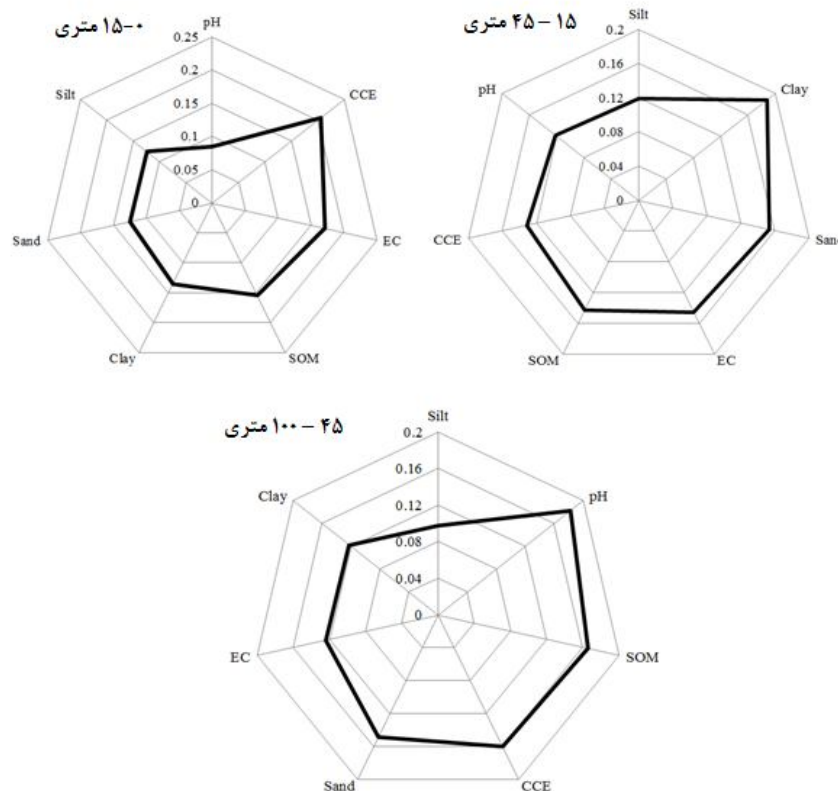 ۰-۱۵ متری
pH
0.25
0.2
0.15
0.1
0.05
0
CCE
EC
SOM
Clay
Sand
Silt
۱۵ – ۴۵ متری
Silt
0.2
0.16
0.12
0.08
0.04
0
Clay
Sand
EC
SOM
CCE
pH
۴۵ – ۱۰۰ متری
Silt
0.2
0.16
0.12
0.08
0.04
0
pH
SOM
CCE
Sand
EC
Clay